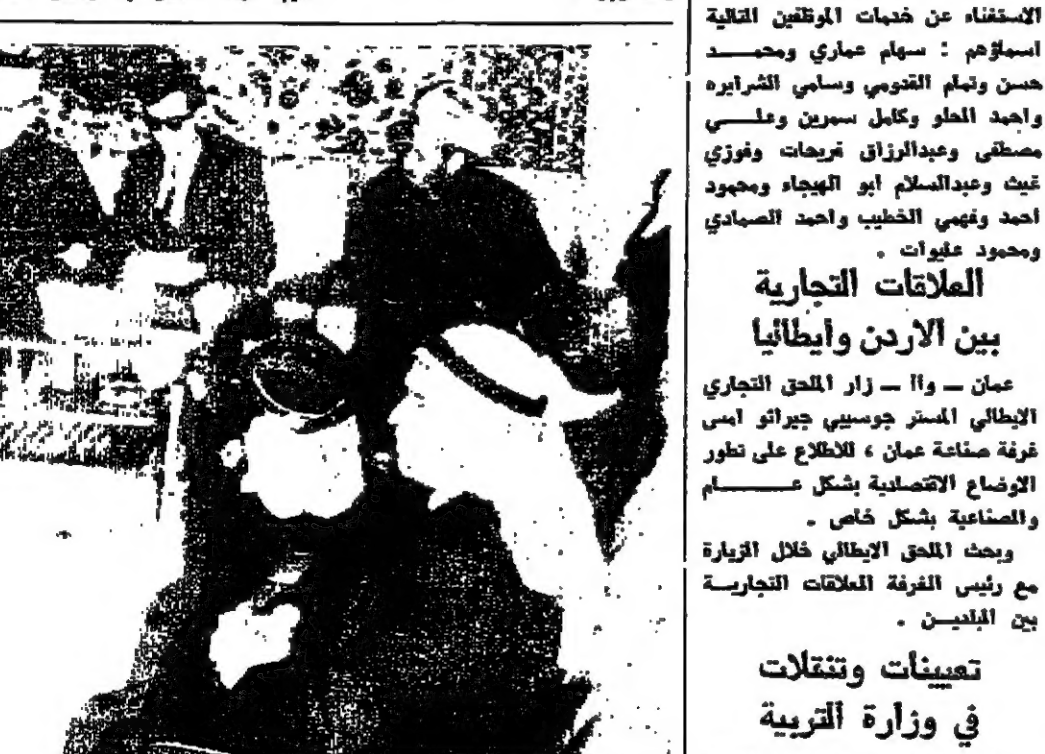 الاستغناء عن خدمات الموظفين التالية
اسماؤهم : سهام عماري ومحمد
حسن وتمام القدومي وسامي الشرايره
واحمد الحلو وكامل سمرين وعلي
مصطفى وعبدالرزاق فريحات وفوزي
غيث وعبدالسلام ابو الهيجاء ومحمود
احمد وفهمي الخطيب واحمد الصمادي
ومحمود عليوات .
العلاقات التجارية
بين الاردن وايطاليا
عمان — وا — زار الملحق التجاري
الايطالي المستر جوسيبي جيراتو امس
غرفة صناعة عمان ، للاطلاع على تطور
الاوضاع الاقتصادية بشكل عام
والصناعية بشكل خاص .
وبحث الملحق الايطالي خلال الزيارة
مع رئيس الغرفة العلاقات التجارية
بين البلدين .
تعيينات وتنقلات
في وزارة التربية